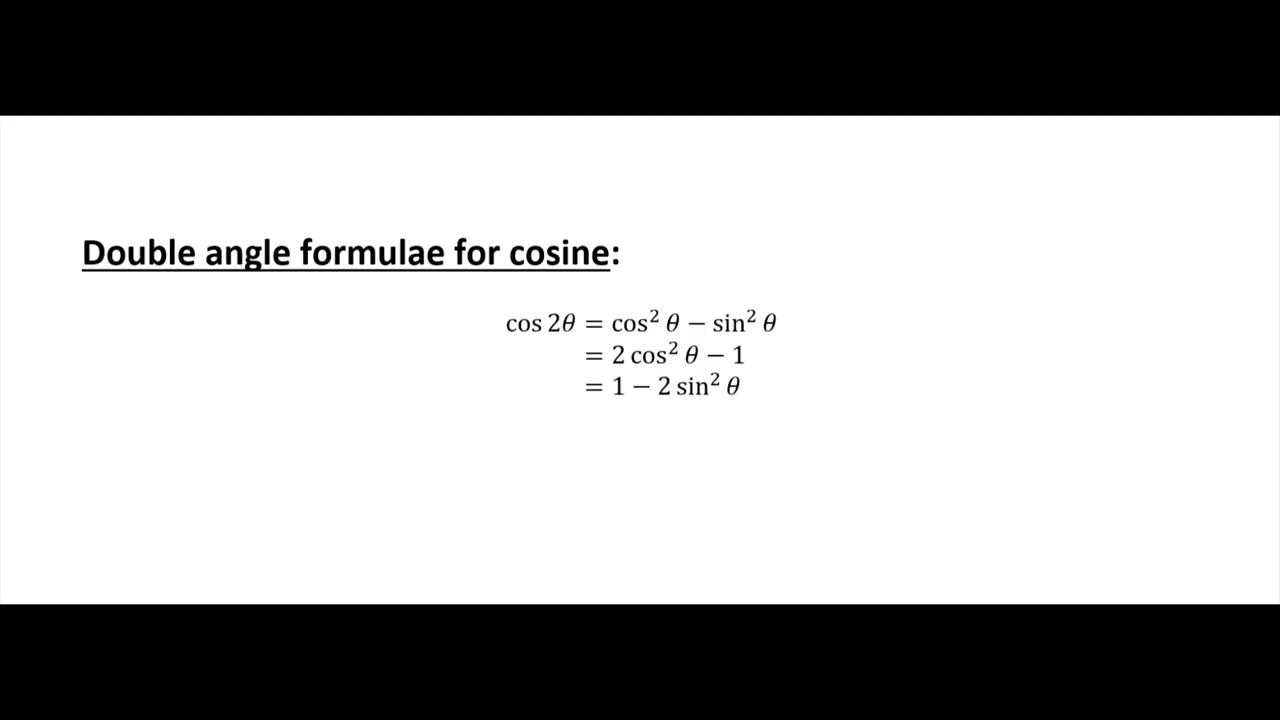 Double angle formulae for cosine:
cos 2θ = cos² θ − sin² θ
= 2 cos² θ − 1
= 1 − 2 sin² θ